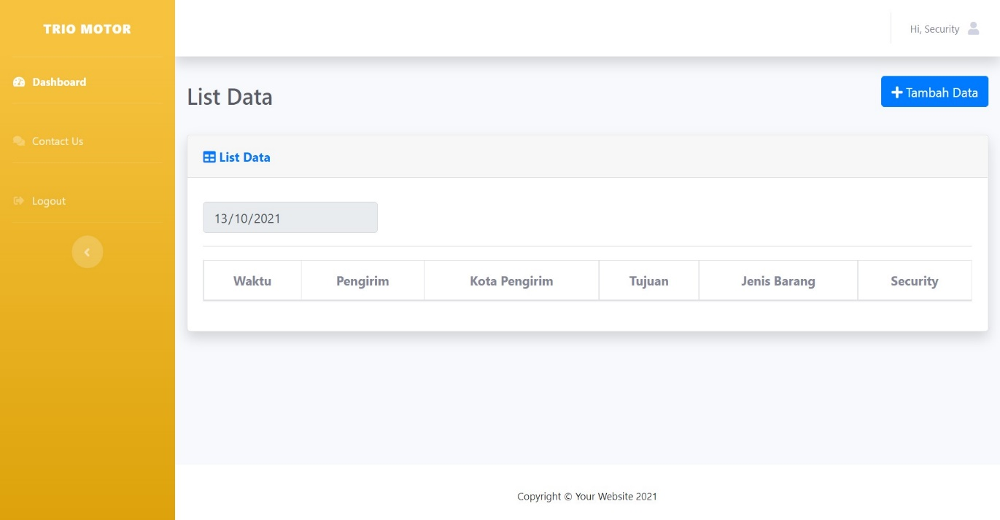 TRIO MOTOR
Hi, Security
Dashboard
Contact Us
Logout
List Data
Tambah Data
List Data
13/10/2021
Waktu Pengirim Kota Pengirim Tujuan Jenis Barang Security
Copyright © Your Website 2021